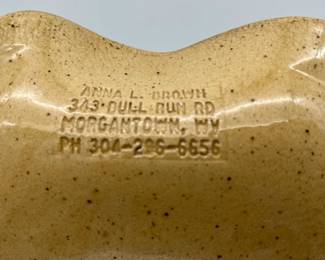 ANNA L. BROWN
343 BULL RUN RD
MORGANTOWN, WV
PH 304-296-6656